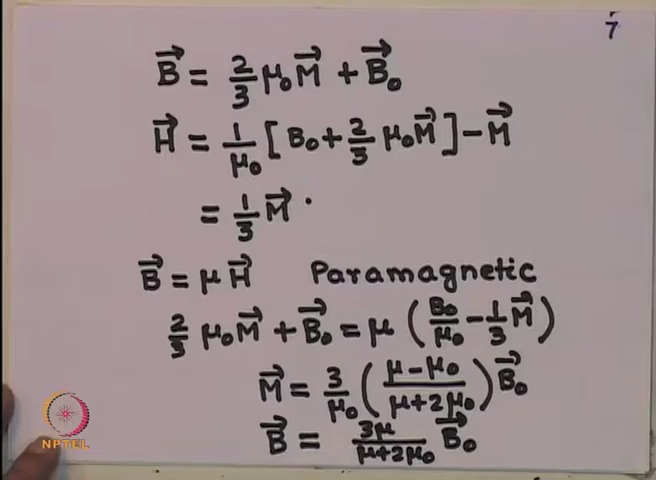 7
B⃗ = 2/3 μ₀M⃗ + B⃗₀
H⃗ = 1/μ₀ [B₀ + 2/3 μ₀M⃗] − M⃗
= 1/3 M⃗ ·
B⃗ = μH⃗ Paramagnetic
2/3 μ₀M⃗ + B⃗₀ = μ (B₀/μ₀ − 1/3 M⃗)
M⃗ = 3/μ₀ (μ−μ₀/μ+2μ₀) B⃗₀
B⃗ = 3μ/μ+2μ₀ B⃗₀
NPTEL